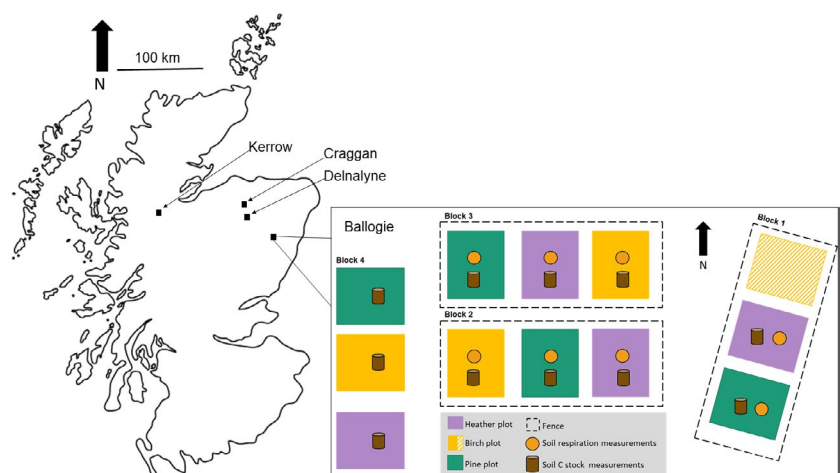 100 km
N
Kerrow
Craggan
Delnalyne
Ballogie
Block 4
Block 3
Block 2
Block 1
N
Heather plot
Birch plot
Pine plot
Fence
Soil respiration measurements
Soil C stock measurements